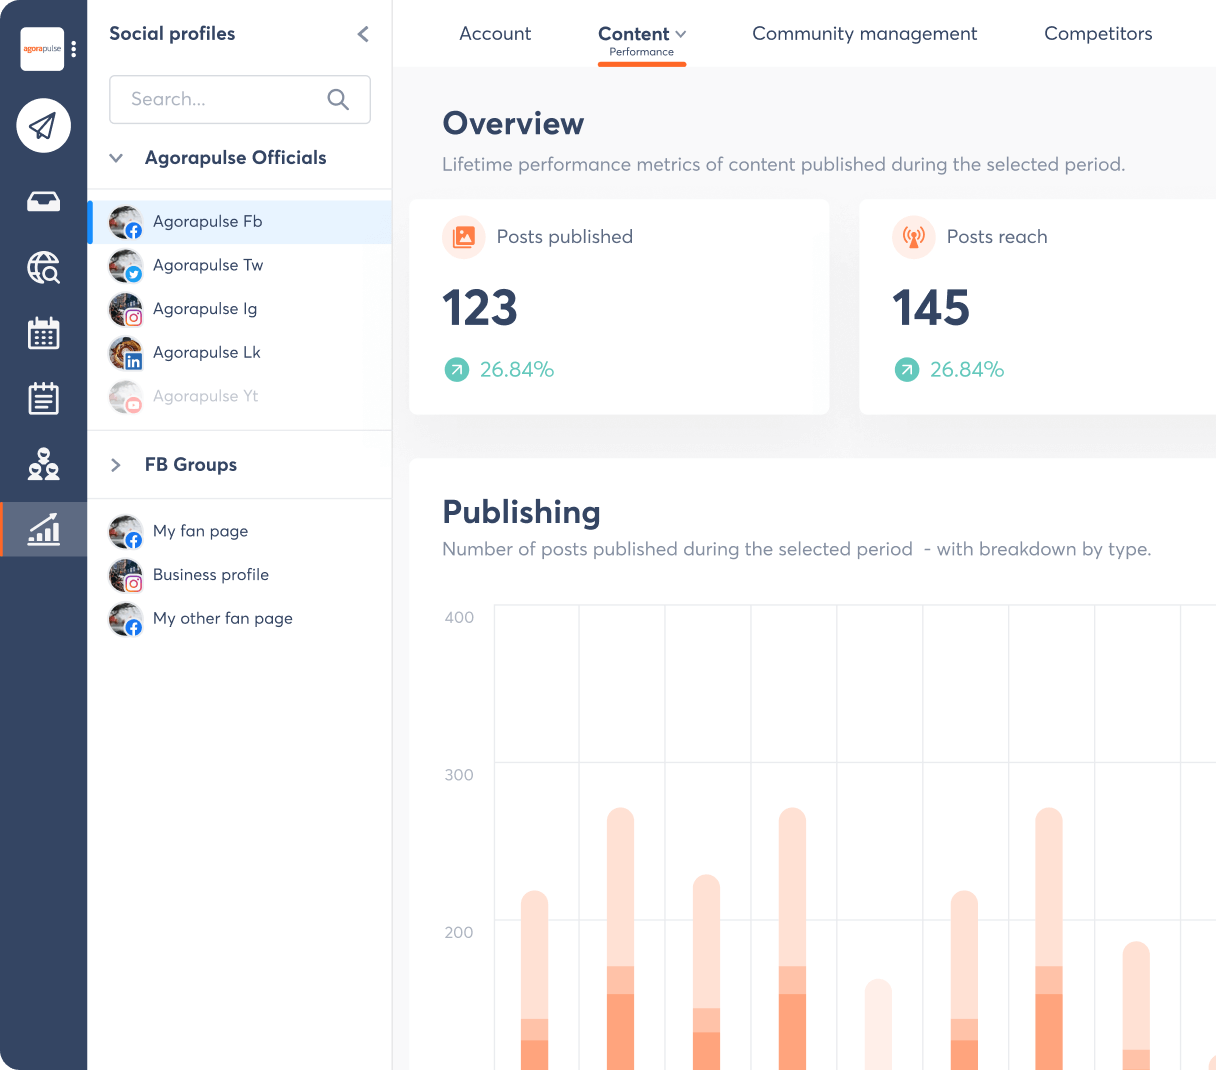 agorapulse
Social profiles
Search...
Agorapulse Officials
Agorapulse Fb
Agorapulse Tw
Agorapulse Ig
Agorapulse Lk
Agorapulse Yt
FB Groups
My fan page
Business profile
My other fan page
Account
Content
Performance
Community management
Competitors
Overview
Lifetime performance metrics of content published during the selected period.
Posts published
123
26.84%
Posts reach
145
26.84%
Publishing
Number of posts published during the selected period - with breakdown by type.
400
300
200